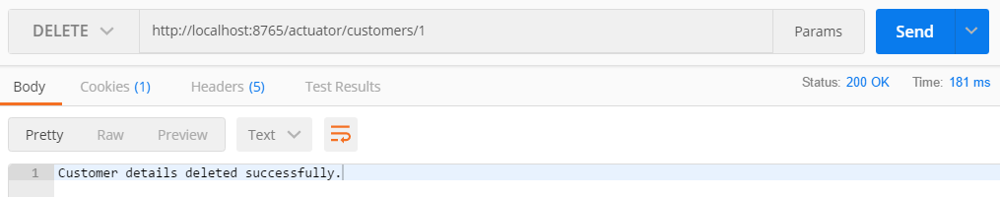 DELETE http://localhost:8765/actuator/customers/1 Params Send
Body Cookies (1) Headers (5) Test Results Status: 200 OK Time: 181 ms
Pretty Raw Preview Text
1 Customer details deleted successfully.